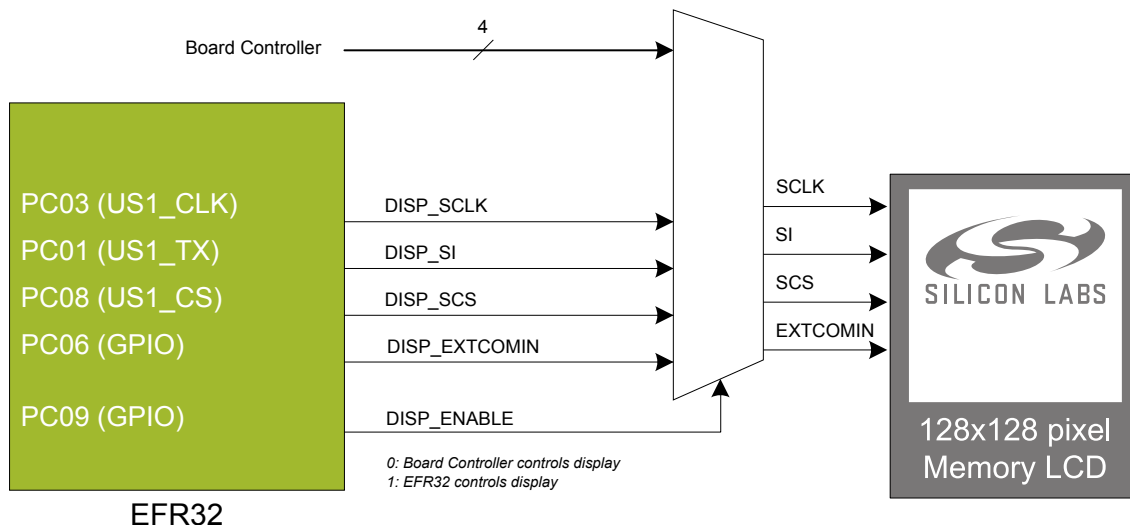 4
Board Controller
PC03 (US1_CLK)
PC01 (US1_TX)
PC08 (US1_CS)
PC06 (GPIO)
PC09 (GPIO)
EFR32
DISP_SCLK
DISP_SI
DISP_SCS
DISP_EXTCOMIN
DISP_ENABLE
0: Board Controller controls display
1: EFR32 controls display
SCLK
SI
SCS
EXTCOMIN
SILICON LABS
128x128 pixel
Memory LCD